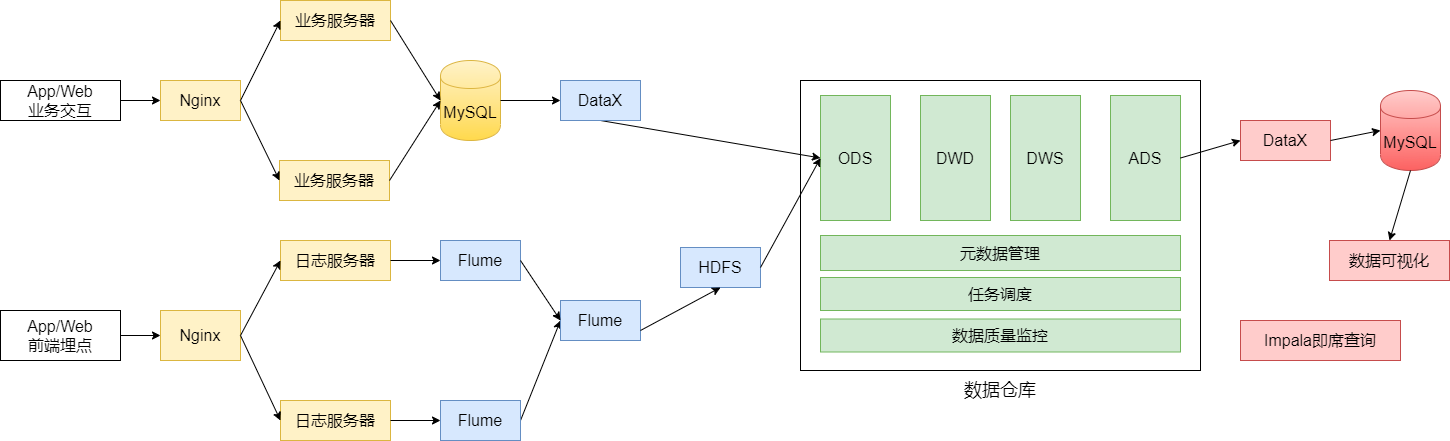 App/Web
业务交互
Nginx
业务服务器
业务服务器
MySQL
DataX
App/Web
前端埋点
Nginx
日志服务器
日志服务器
Flume
Flume
Flume
HDFS
ODS
DWD
DWS
ADS
元数据管理
任务调度
数据质量监控
数据仓库
DataX
MySQL
数据可视化
Impala即席查询